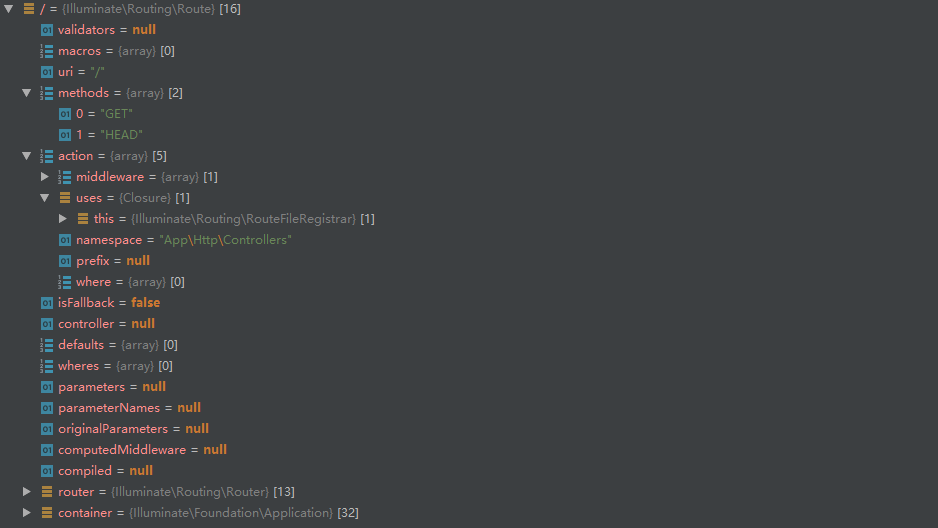 / = {Illuminate\Routing\Route} [16]
validators = null
macros = {array} [0]
uri = "/"
methods = {array} [2]
0 = "GET"
1 = "HEAD"
action = {array} [5]
middleware = {array} [1]
uses = {Closure} [1]
this = {Illuminate\Routing\RouteFileRegistrar} [1]
namespace = "App\Http\Controllers"
prefix = null
where = {array} [0]
isFallback = false
controller = null
defaults = {array} [0]
wheres = {array} [0]
parameters = null
parameterNames = null
originalParameters = null
computedMiddleware = null
compiled = null
router = {Illuminate\Routing\Router} [13]
container = {Illuminate\Foundation\Application} [32]